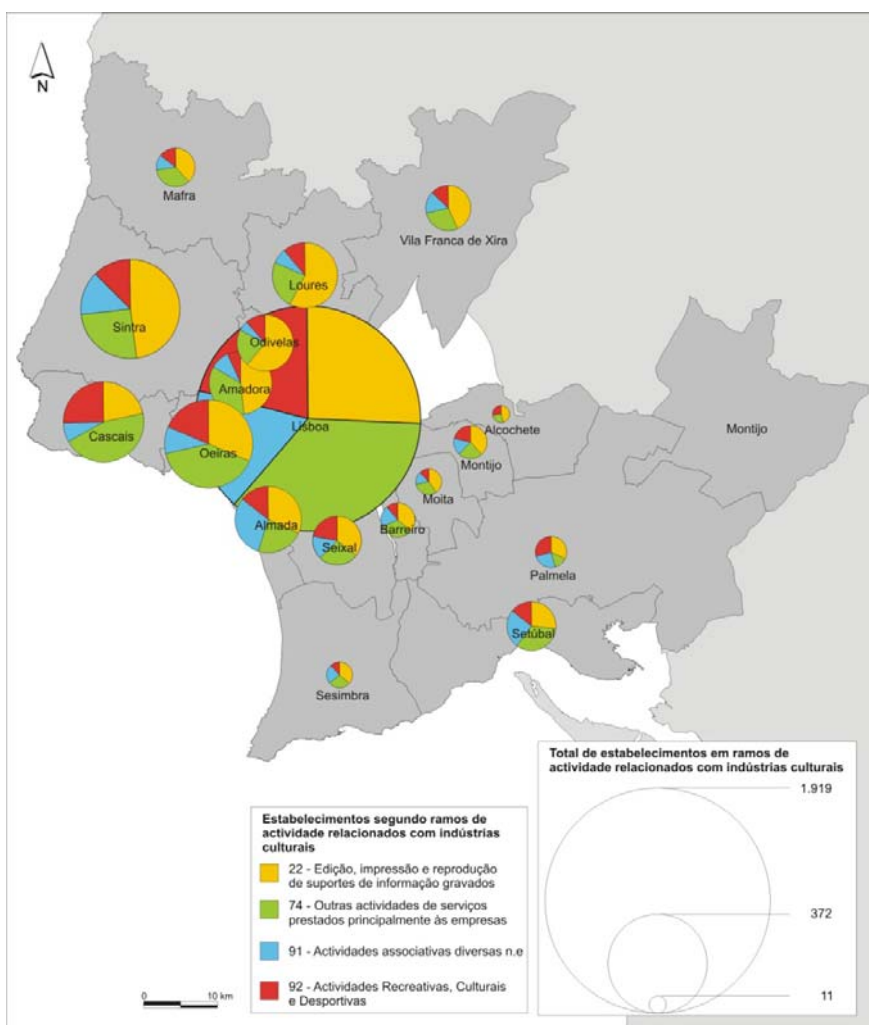 N
Mafra
Vila Franca de Xira
Loures
Sintra
Odivelas
Amadora
Lisboa
Cascais
Oeiras
Alcochete
Montijo
Montijo
Moita
Almada
Barreiro
Seixal
Palmela
Setúbal
Sesimbra
Total de estabelecimentos em ramos de
actividade relacionados com indústrias culturais
1.919
372
11
Estabelecimentos segundo ramos de
actividade relacionados com indústrias
culturais
22 - Edição, impressão e reprodução
de suportes de informação gravados
74 - Outras actividades de serviços
prestados principalmente às empresas
91 - Actividades associativas diversas n.e
92 - Actividades Recreativas, Culturais
e Desportivas
0 10 km